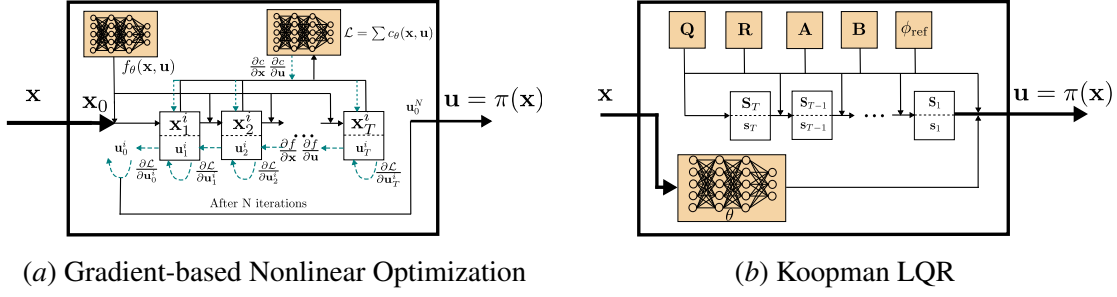 ℒ = ∑ c_θ(𝐱, 𝐮)
f_θ(𝐱, 𝐮)
∂c/∂𝐱 ∂c/∂𝐮
𝐱
𝐱_0
𝐮_0^N
𝐮 = π(𝐱)
𝐱_1^i 𝐱_2^i ... 𝐱_T^i
𝐮_0^i 𝐮_1^i 𝐮_2^i ∂f/∂𝐱 ∂f/∂𝐮 𝐮_T^i
∂ℒ/∂𝐮_0^i ∂ℒ/∂𝐮_1^i ∂ℒ/∂𝐮_2^i ∂ℒ/∂𝐮_T^i
After N iterations
(a) Gradient-based Nonlinear Optimization
𝐐 𝐑 𝐀 𝐁 ϕ_ref
𝐱
𝐮 = π(𝐱)
𝐒_T 𝐒_{T−1} 𝐒_1
𝐬_T 𝐬_{T−1} ... 𝐬_1
θ
(b) Koopman LQR